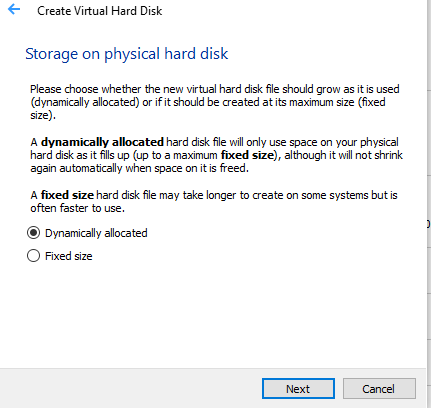 Create Virtual Hard Disk
Storage on physical hard disk
Please choose whether the new virtual hard disk file should grow as it is used
(dynamically allocated) or if it should be created at its maximum size (fixed
size).
A dynamically allocated hard disk file will only use space on your physical
hard disk as it fills up (up to a maximum fixed size), although it will not shrink
again automatically when space on it is freed.
A fixed size hard disk file may take longer to create on some systems but is
often faster to use.
Dynamically allocated
Fixed size
Next
Cancel